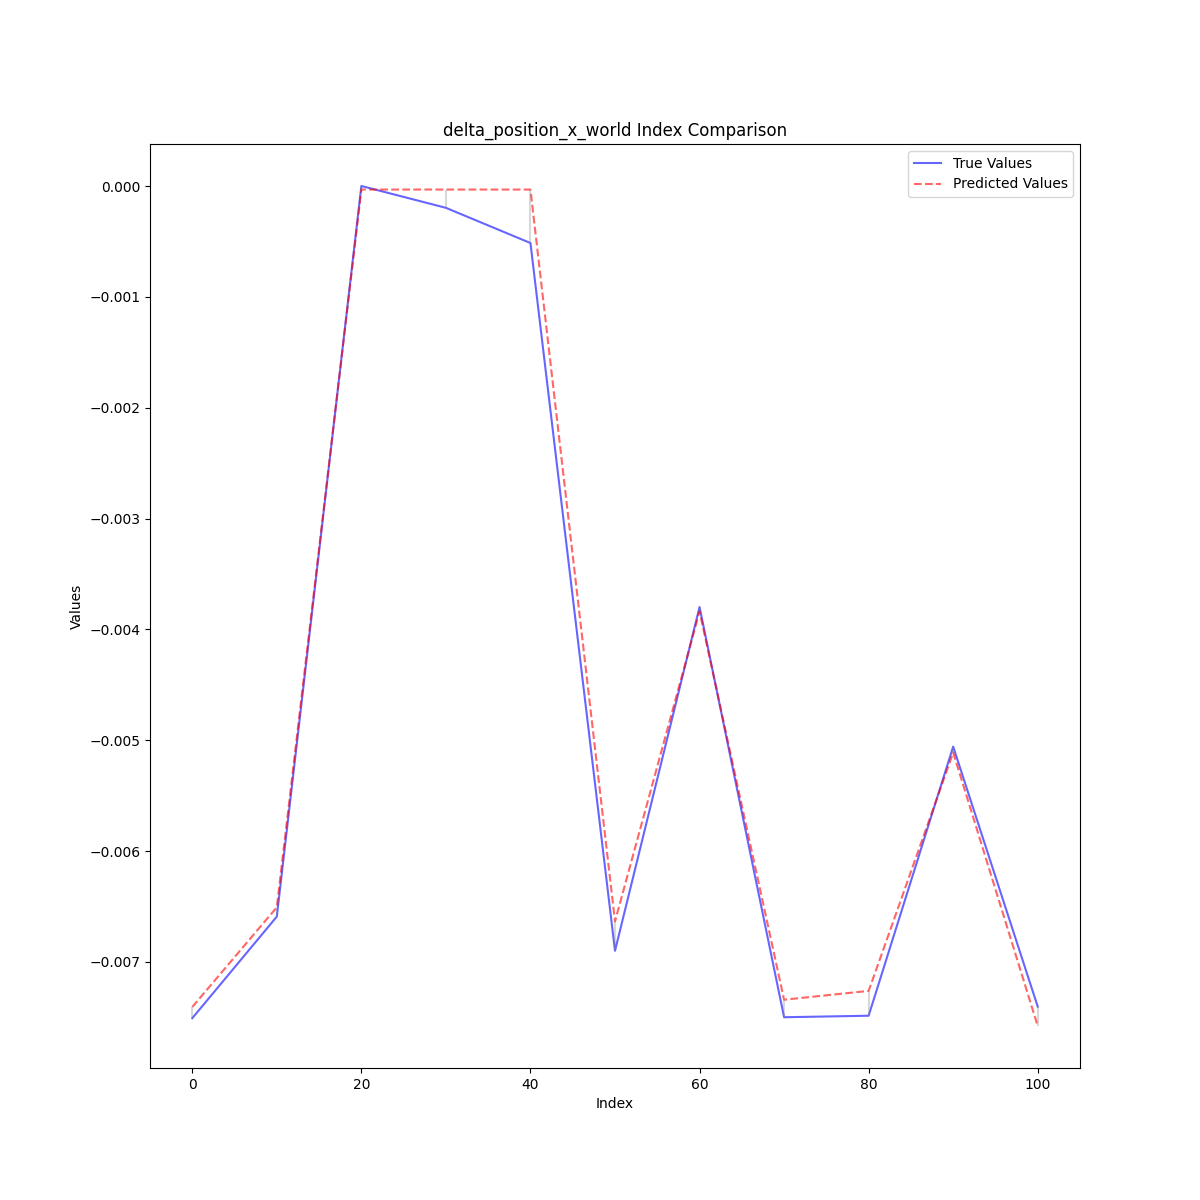 delta_position_x_world Index Comparison
True Values
Predicted Values
0.000
−0.001
−0.002
−0.003
−0.004
−0.005
−0.006
−0.007
Values
0 20 40 60 80 100
Index